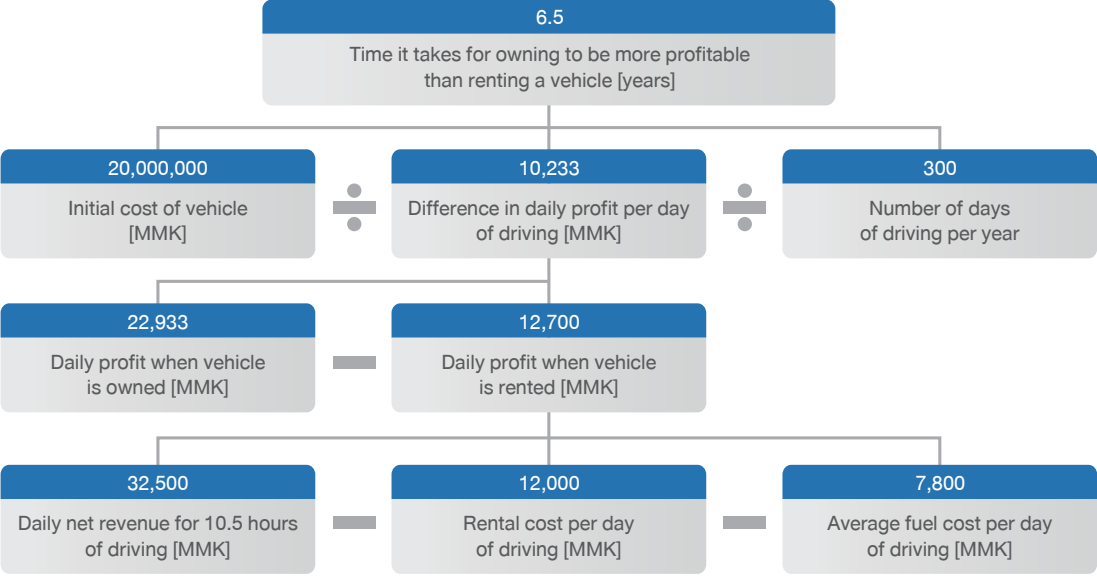 6.5
Time it takes for owning to be more profitable
than renting a vehicle [years]
20,000,000
Initial cost of vehicle
[MMK]
10,233
Difference in daily profit per day
of driving [MMK]
300
Number of days
of driving per year
22,933
Daily profit when vehicle
is owned [MMK]
12,700
Daily profit when vehicle
is rented [MMK]
32,500
Daily net revenue for 10.5 hours
of driving [MMK]
12,000
Rental cost per day
of driving [MMK]
7,800
Average fuel cost per day
of driving [MMK]